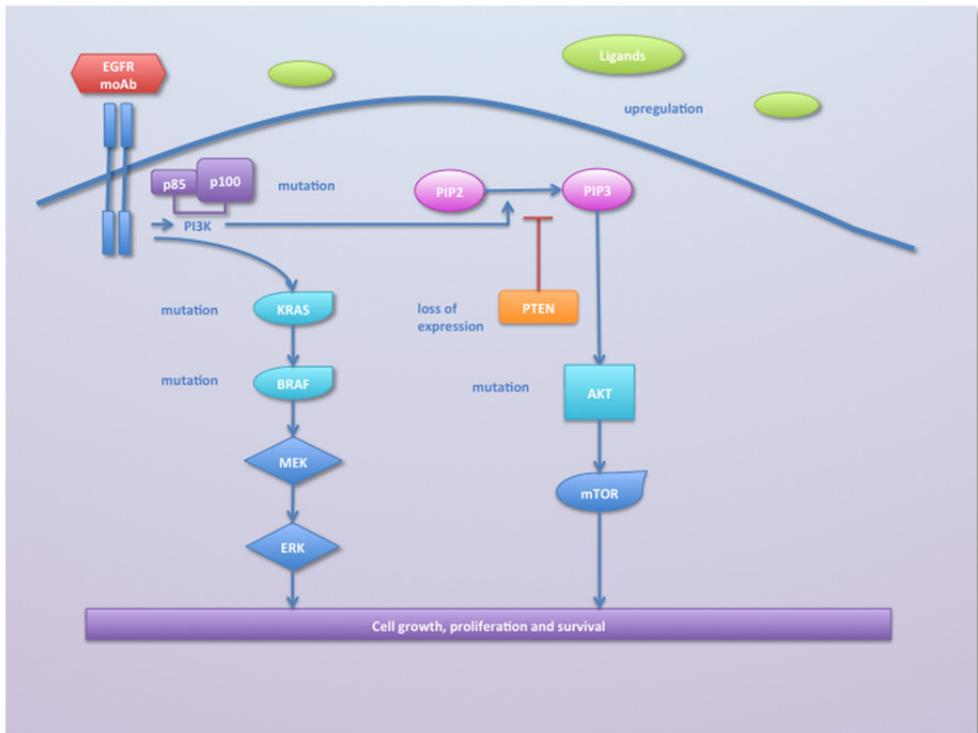 EGFR
moAb
Ligands
upregulation
p85
p100
mutation
PIP2
PIP3
PI3K
mutation
KRAS
loss of
expression
PTEN
mutation
BRAF
mutation
AKT
MEK
mTOR
ERK
Cell growth, proliferation and survival